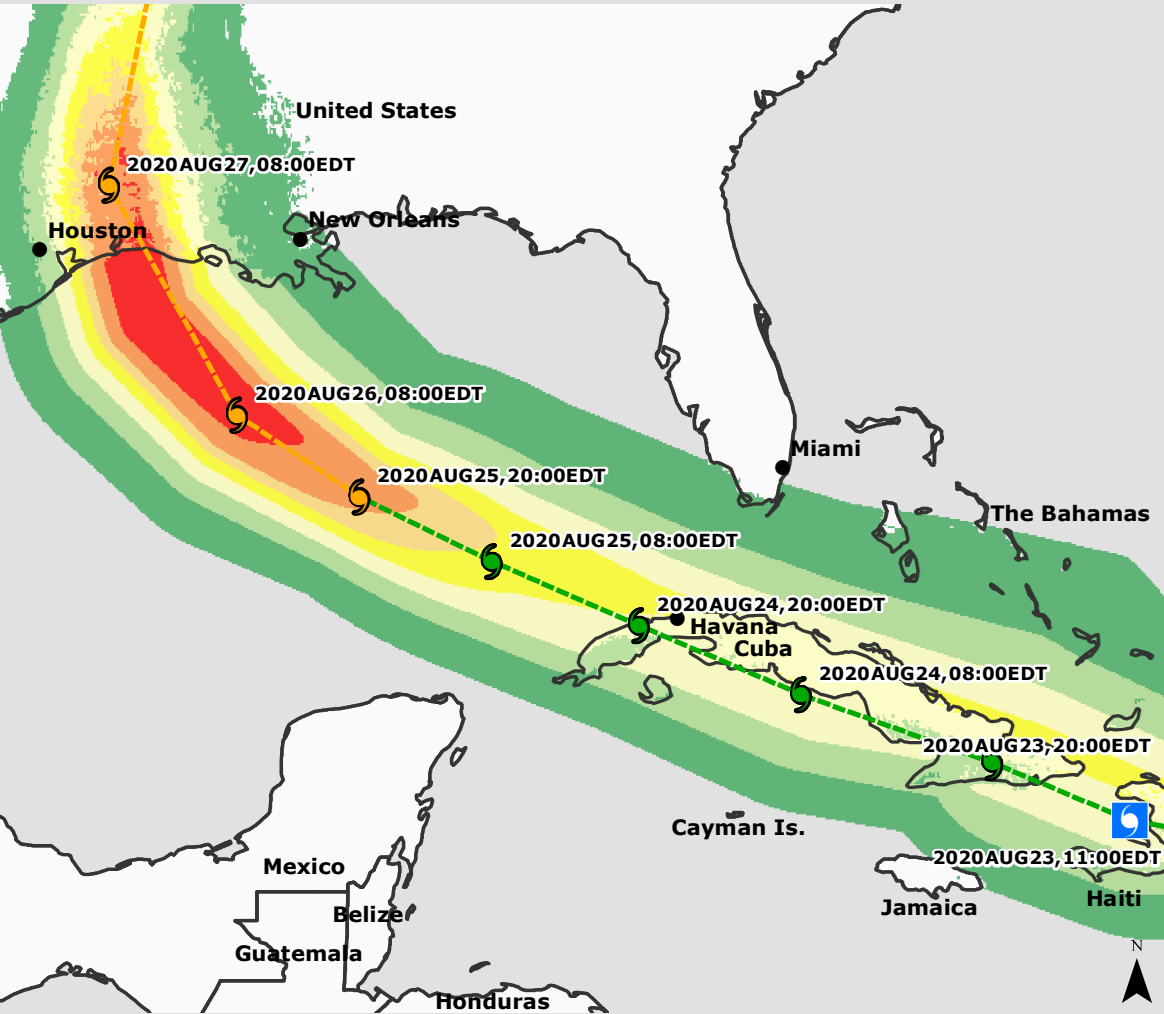 United States
2020AUG27,08:00EDT
New Orleans
Houston
2020AUG26,08:00EDT
Miami
2020AUG25,20:00EDT
The Bahamas
2020AUG25,08:00EDT
2020AUG24,20:00EDT
Havana
Cuba
2020AUG24,08:00EDT
2020AUG23,20:00EDT
Cayman Is.
2020AUG23,11:00EDT
Mexico
Haiti
Jamaica
Belize
N
Guatemala
Honduras